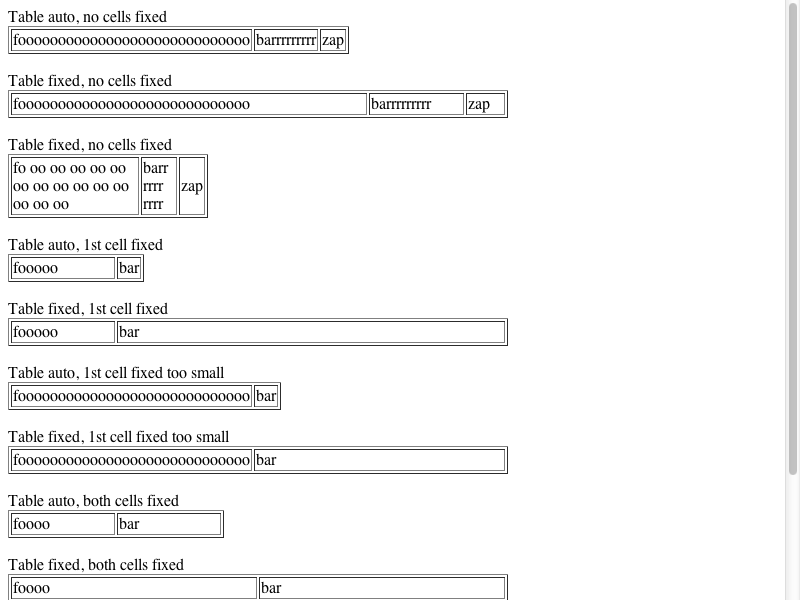 Table auto, no cells fixed
fooooooooooooooooooooooooooooo barrrrrrrrr zap
Table fixed, no cells fixed
fooooooooooooooooooooooooooooo barrrrrrrrr zap
Table fixed, no cells fixed
fo oo oo oo oo oo barr
oo oo oo oo oo oo rrrr zap
oo oo oo rrrr
Table auto, 1st cell fixed
fooooo bar
Table fixed, 1st cell fixed
fooooo bar
Table auto, 1st cell fixed too small
fooooooooooooooooooooooooooooo bar
Table fixed, 1st cell fixed too small
fooooooooooooooooooooooooooooo bar
Table auto, both cells fixed
foooo bar
Table fixed, both cells fixed
foooo bar